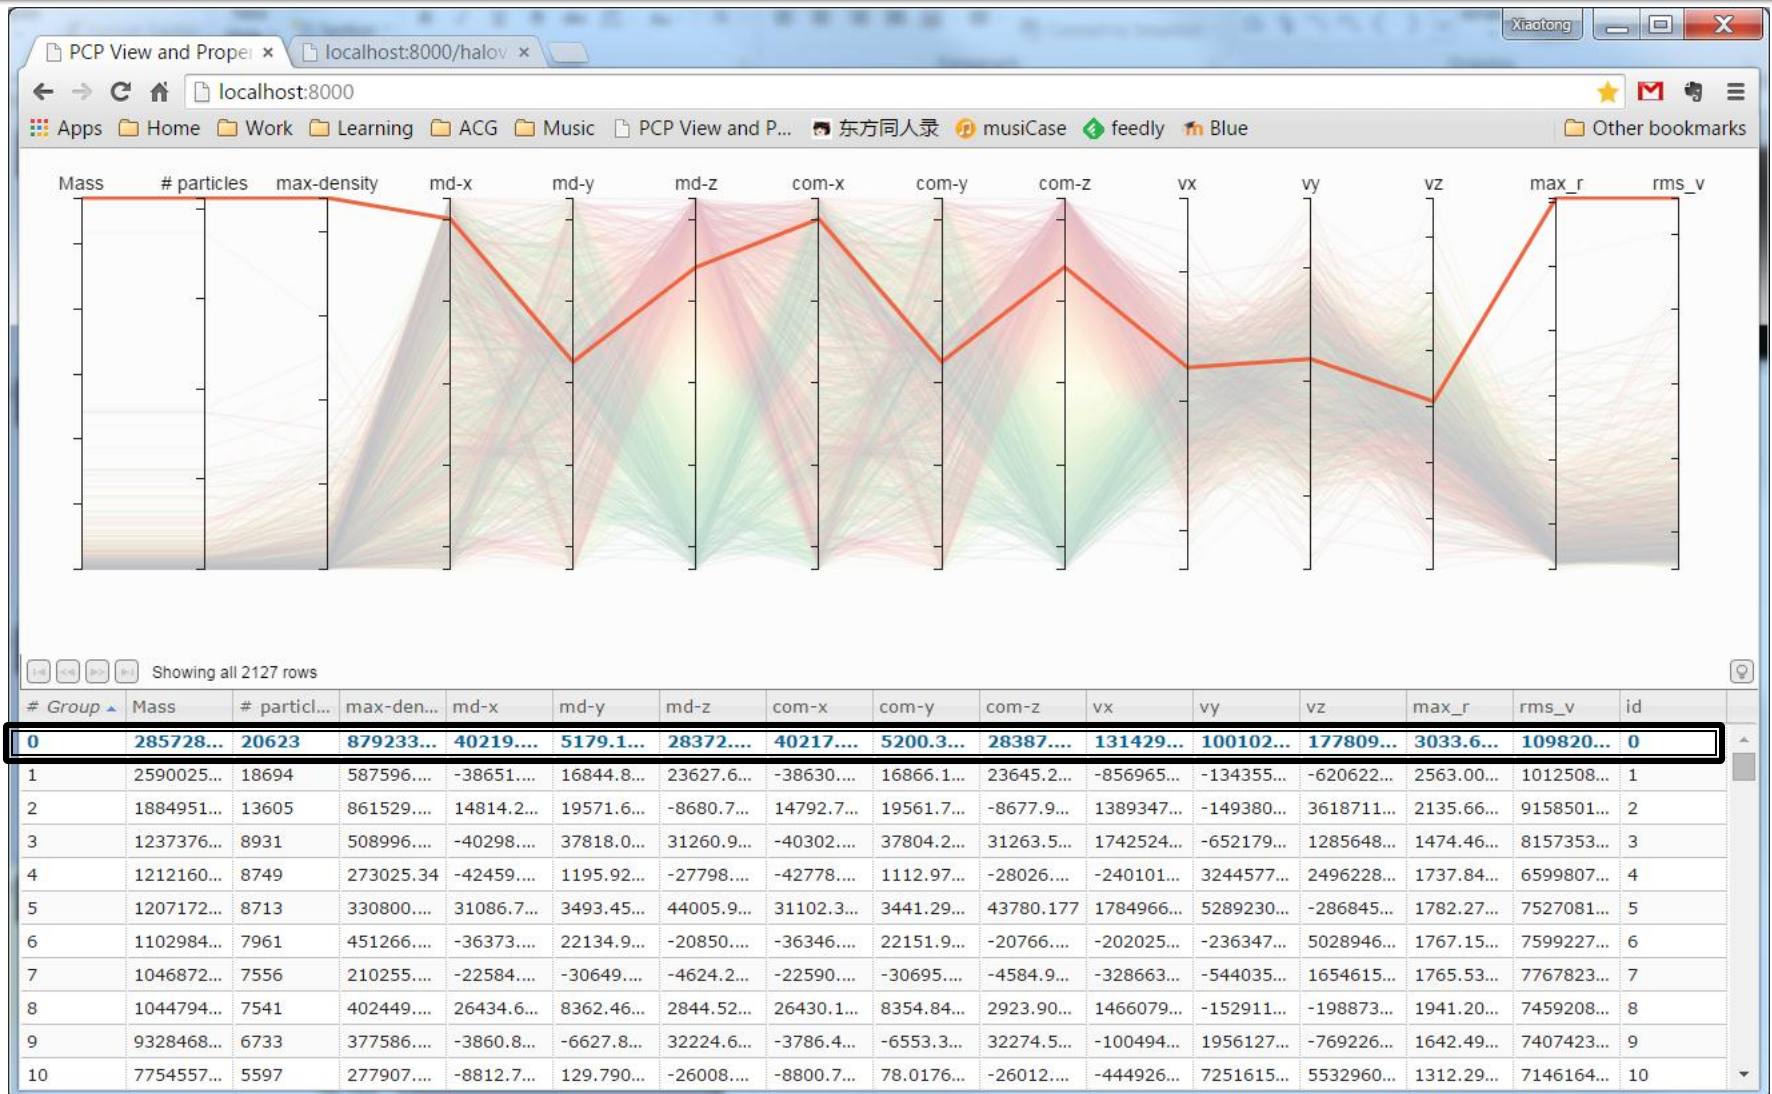 Xiaotong
PCP View and Proper × localhost:8000/halov ×
localhost:8000
Apps Home Work Learning ACG Music PCP View and P... 东方同人录 musiCase feedly Blue Other bookmarks
Mass # particles max-density md-x md-y md-z com-x com-y com-z vx vy vz max_r rms_v
Showing all 2127 rows
# Group Mass # particl... max-den... md-x md-y md-z com-x com-y com-z vx vy vz max_r rms_v id
0 285728... 20623 879233... 40219.... 5179.1... 28372.... 40217.... 5200.3... 28387.... 131429... 100102... 177809... 3033.6... 109820... 0
1 2590025... 18694 587596.... -38651.... 16844.8... 23627.6... -38630.... 16866.1... 23645.2... -856965... -134355... -620622... 2563.00... 1012508... 1
2 1884951... 13605 861529.... 14814.2... 19571.6... -8680.7... 14792.7... 19561.7... -8677.9... 1389347... -149380... 3618711... 2135.66... 9158501... 2
3 1237376... 8931 508996.... -40298.... 37818.0... 31260.9... -40302.... 37804.2... 31263.5... 1742524... -652179... 1285648... 1474.46... 8157353... 3
4 1212160... 8749 273025.34 -42459.... 1195.92... -27798.... -42778.... 1112.97... -28026.... -240101... 3244577... 2496228... 1737.84... 6599807... 4
5 1207172... 8713 330800.... 31086.7... 3493.45... 44005.9... 31102.3... 3441.29... 43780.177 1784966... 5289230... -286845... 1782.27... 7527081... 5
6 1102984... 7961 451266.... -36373.... 22134.9... -20850.... -36346.... 22151.9... -20766.... -202025... -236347... 5028946... 1767.15... 7599227... 6
7 1046872... 7556 210255.... -22584.... -30649.... -4624.2... -22590.... -30695.... -4584.9... -328663... -544035... 1654615... 1765.53... 7767823... 7
8 1044794... 7541 402449.... 26434.6... 8362.46... 2844.52... 26430.1... 8354.84... 2923.90... 1466079... -152911... -198873... 1941.20... 7459208... 8
9 9328468... 6733 377586.... -3860.8... -6627.8... 32224.6... -3786.4... -6553.3... 32274.5... -100494... 1956127... -769226... 1642.49... 7407423... 9
10 7754557... 5597 277907.... -8812.7... 129.790... -26008.... -8800.7... 78.0176... -26012.... -444926... 7251615... 5532960... 1312.29... 7146164... 10